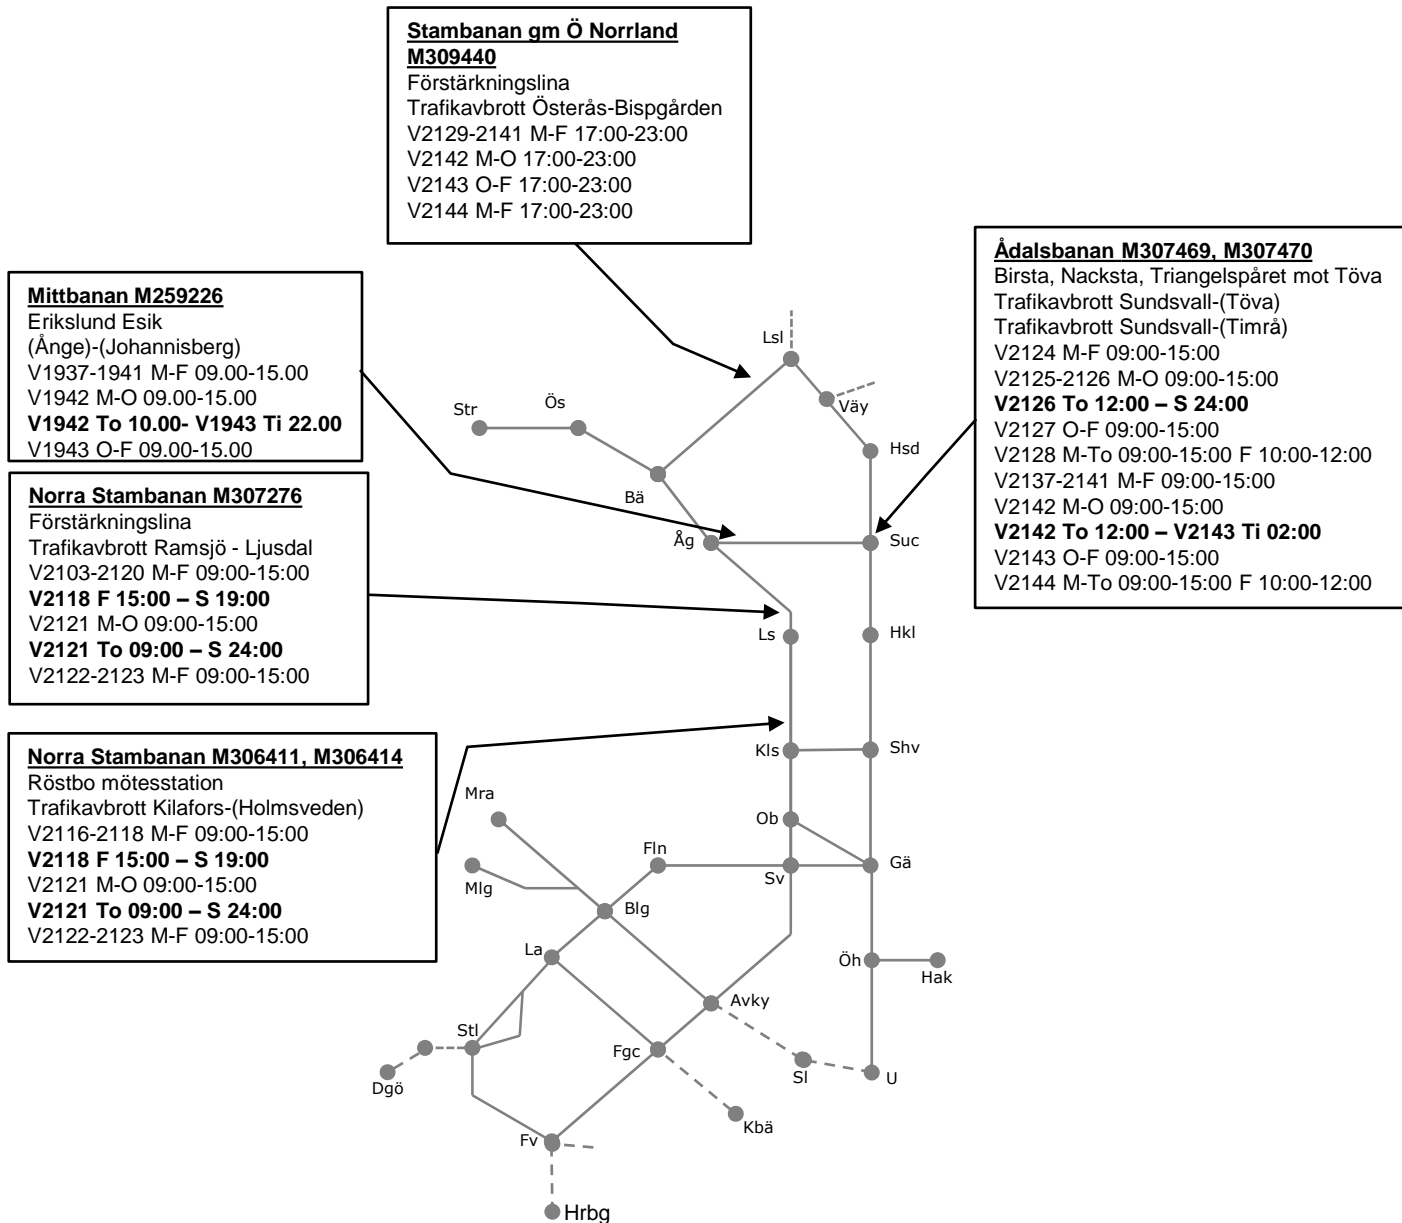 Stambanan gm Ö Norrland
M309440
Förstärkningslina
Trafikavbrott Österås-Bispgården
V2129-2141 M-F 17:00-23:00
V2142 M-O 17:00-23:00
V2143 O-F 17:00-23:00
V2144 M-F 17:00-23:00
Ådalsbanan M307469, M307470
Birsta, Nacksta, Triangelspåret mot Töva
Trafikavbrott Sundsvall-(Töva)
Trafikavbrott Sundsvall-(Timrå)
V2124 M-F 09:00-15:00
V2125-2126 M-O 09:00-15:00
V2126 To 12:00 – S 24:00
V2127 O-F 09:00-15:00
V2128 M-To 09:00-15:00 F 10:00-12:00
V2137-2141 M-F 09:00-15:00
V2142 M-O 09:00-15:00
V2142 To 12:00 – V2143 Ti 02:00
V2143 O-F 09:00-15:00
V2144 M-To 09:00-15:00 F 10:00-12:00
Mittbanan M259226
Erikslund Esik
(Ånge)-(Johannisberg)
V1937-1941 M-F 09.00-15.00
V1942 M-O 09.00-15.00
V1942 To 10.00- V1943 Ti 22.00
V1943 O-F 09.00-15.00
Norra Stambanan M307276
Förstärkningslina
Trafikavbrott Ramsjö - Ljusdal
V2103-2120 M-F 09:00-15:00
V2118 F 15:00 – S 19:00
V2121 M-O 09:00-15:00
V2121 To 09:00 – S 24:00
V2122-2123 M-F 09:00-15:00
Norra Stambanan M306411, M306414
Röstbo mötesstation
Trafikavbrott Kilafors-(Holmsveden)
V2116-2118 M-F 09:00-15:00
V2118 F 15:00 – S 19:00
V2121 M-O 09:00-15:00
V2121 To 09:00 – S 24:00
V2122-2123 M-F 09:00-15:00
Lsl
Väy
Str
Ös
Hsd
Bä
Åg
Suc
Ls
Hkl
Kls
Shv
Mra
Ob
Fln
Sv
Gä
Mlg
Blg
La
Öh
Hak
Avky
Stl
Fgc
Sl
U
Dgö
Kbä
Fv
Hrbg